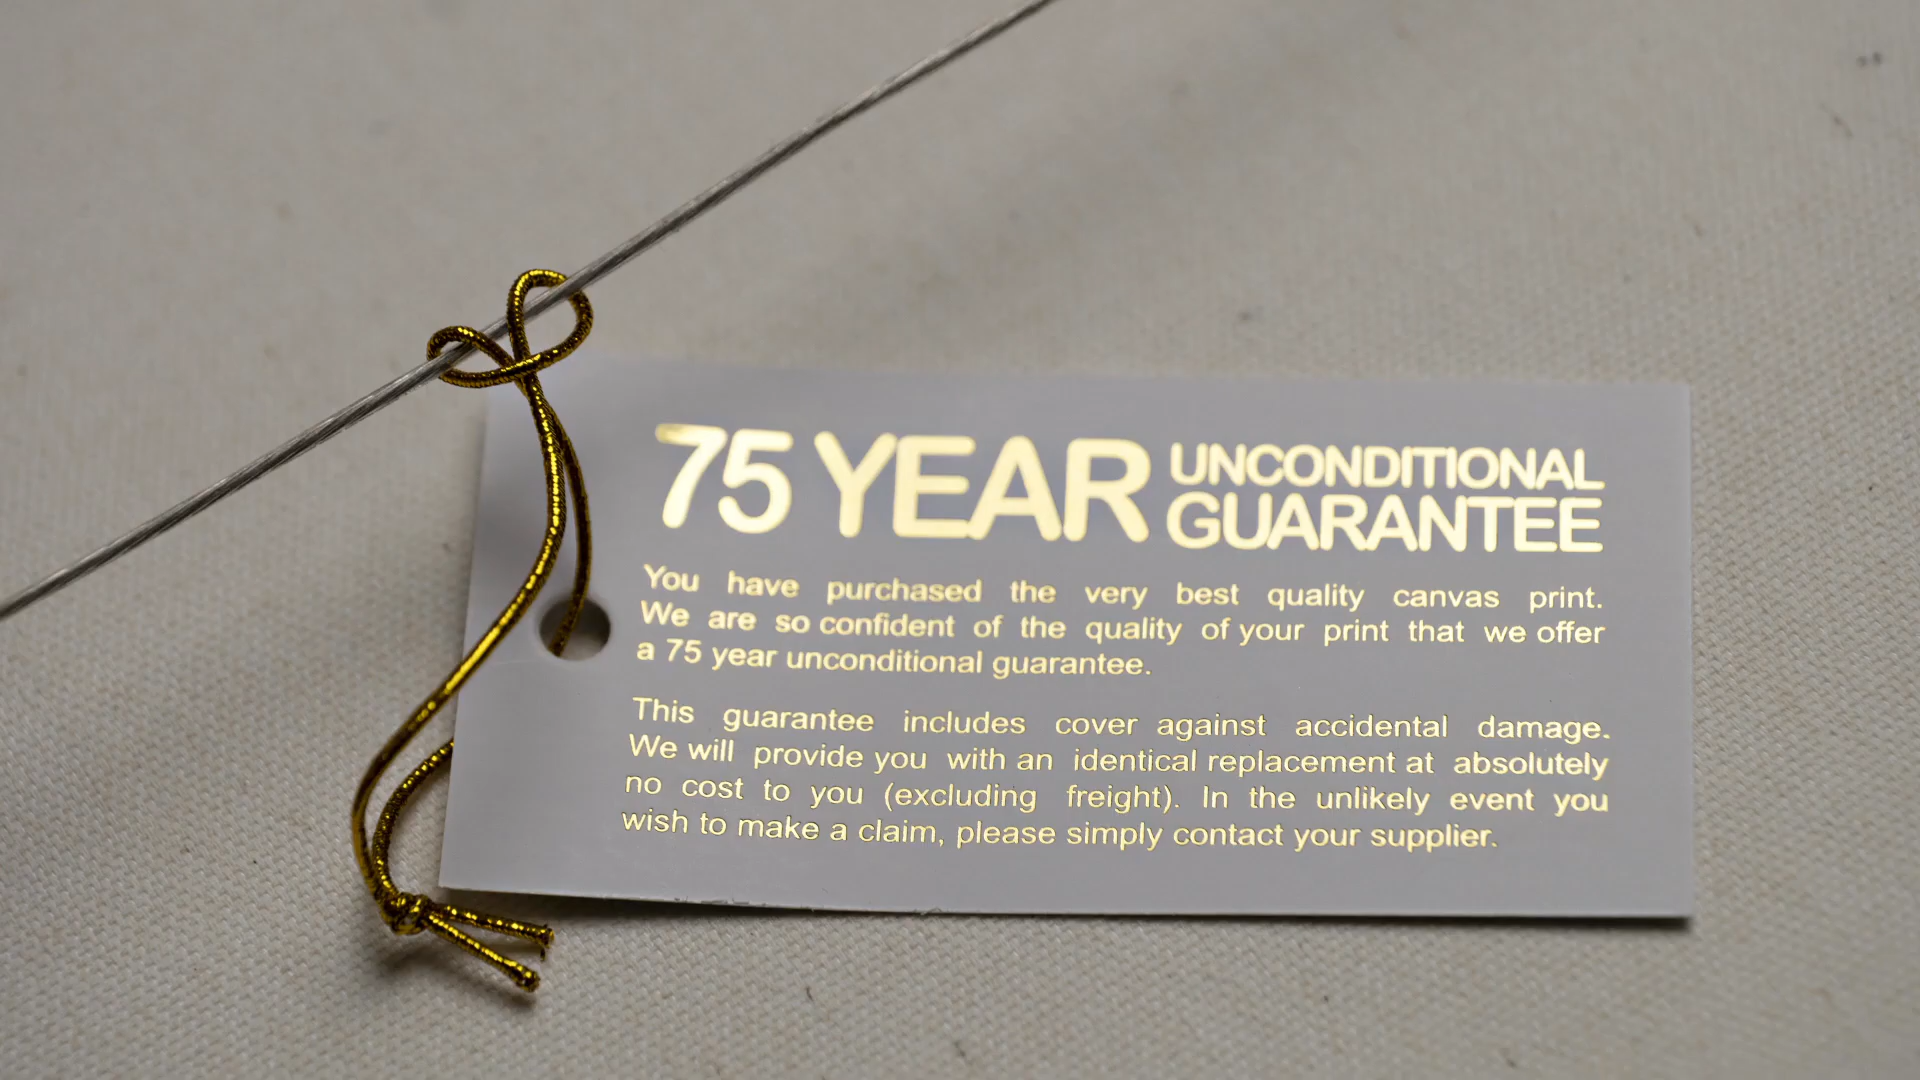 75 YEAR UNCONDITIONAL GUARANTEE
You have purchased the very best quality canvas print.
We are so confident of the quality of your print that we offer
a 75 year unconditional guarantee.
This guarantee includes cover against accidental damage.
We will provide you with an identical replacement at absolutely
no cost to you (excluding freight). In the unlikely event you
wish to make a claim, please simply contact your supplier.